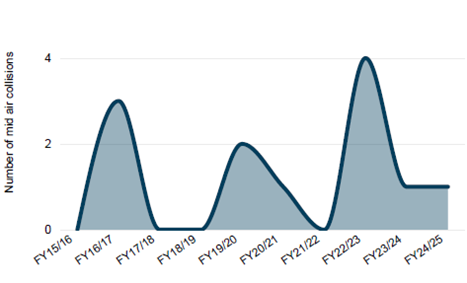 Number of mid air collisions
4
2
0
FY15/16
FY16/17
FY17/18
FY18/19
FY19/20
FY20/21
FY21/22
FY22/23
FY23/24
FY24/25